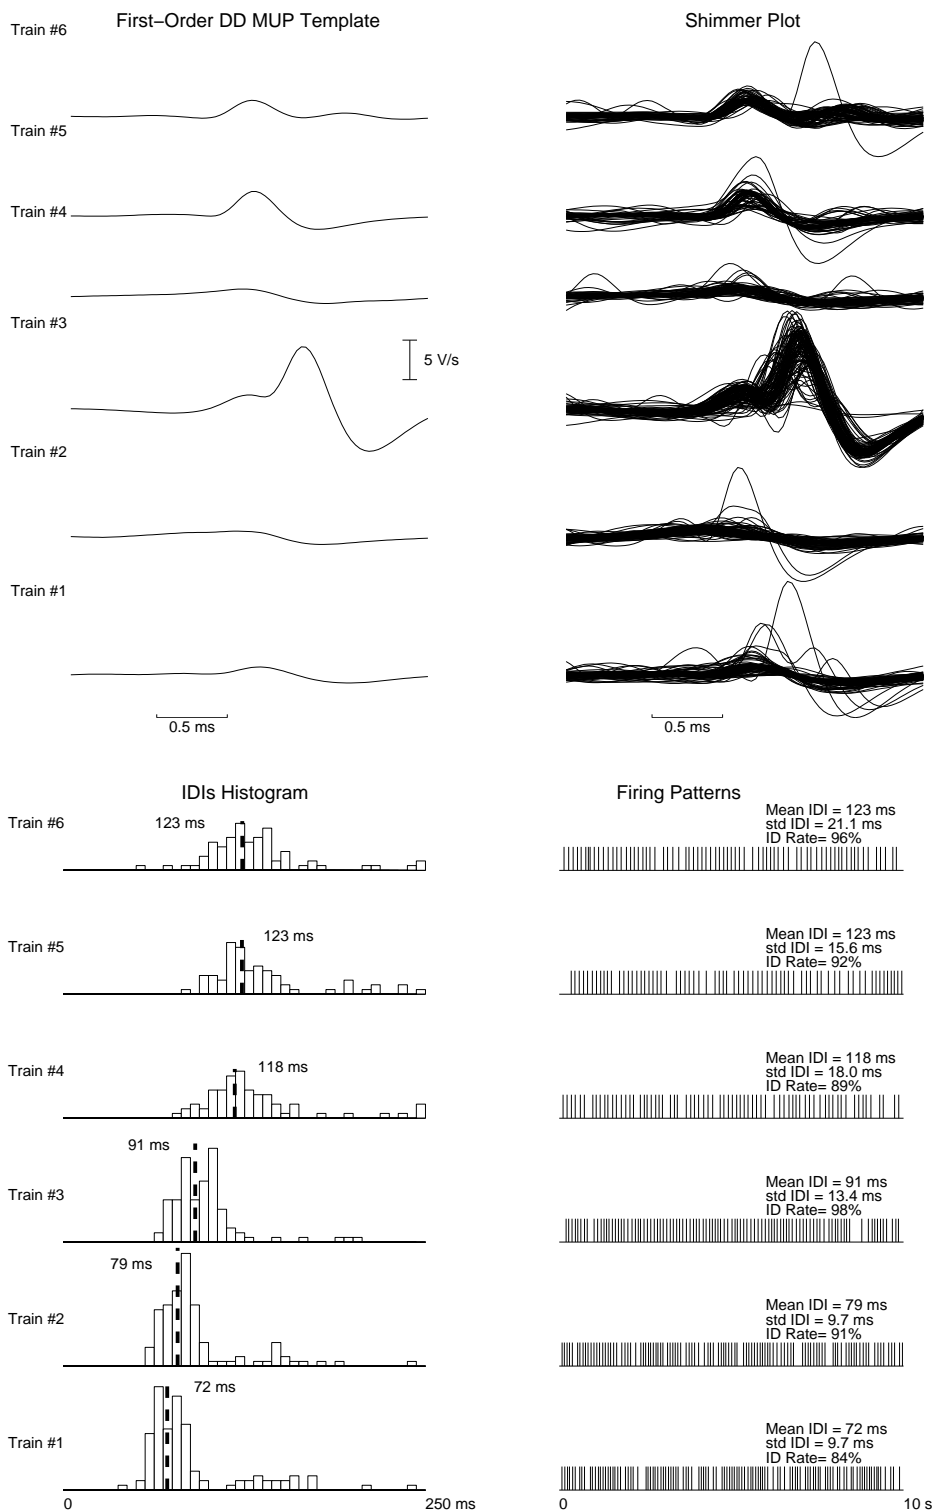 First−Order DD MUP Template
Shimmer Plot
Train #6
Train #5
Train #4
Train #3
5 V/s
Train #2
Train #1
0.5 ms
0.5 ms
IDIs Histogram
Firing Patterns
Train #6
123 ms
Mean IDI = 123 ms
std IDI = 21.1 ms
ID Rate= 96%
Train #5
123 ms
Mean IDI = 123 ms
std IDI = 15.6 ms
ID Rate= 92%
Train #4
118 ms
Mean IDI = 118 ms
std IDI = 18.0 ms
ID Rate= 89%
Train #3
91 ms
Mean IDI = 91 ms
std IDI = 13.4 ms
ID Rate= 98%
Train #2
79 ms
Mean IDI = 79 ms
std IDI = 9.7 ms
ID Rate= 91%
Train #1
72 ms
Mean IDI = 72 ms
std IDI = 9.7 ms
ID Rate= 84%
0
250 ms
0
10 s